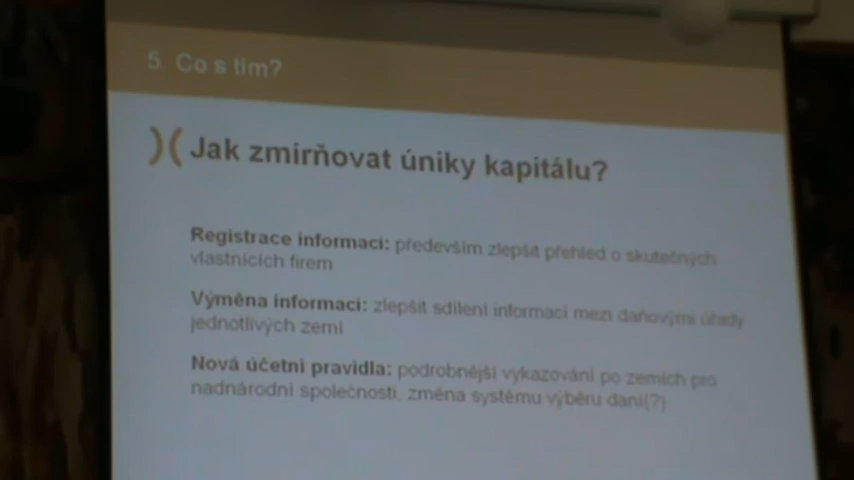 5 Co s tím?
Jak zmírňovat úniky kapitálu?
Registrace informací: především zlepšit přehled o skutečných
vlastnících firem
Výměna informací: zlepšit sdílení informací mezi daňovými úřady
jednotlivých zemí
Nová účetní pravidla: podrobnější vykazování po zemích pro
nadnárodní společnosti, změna systému výběru daní(?)